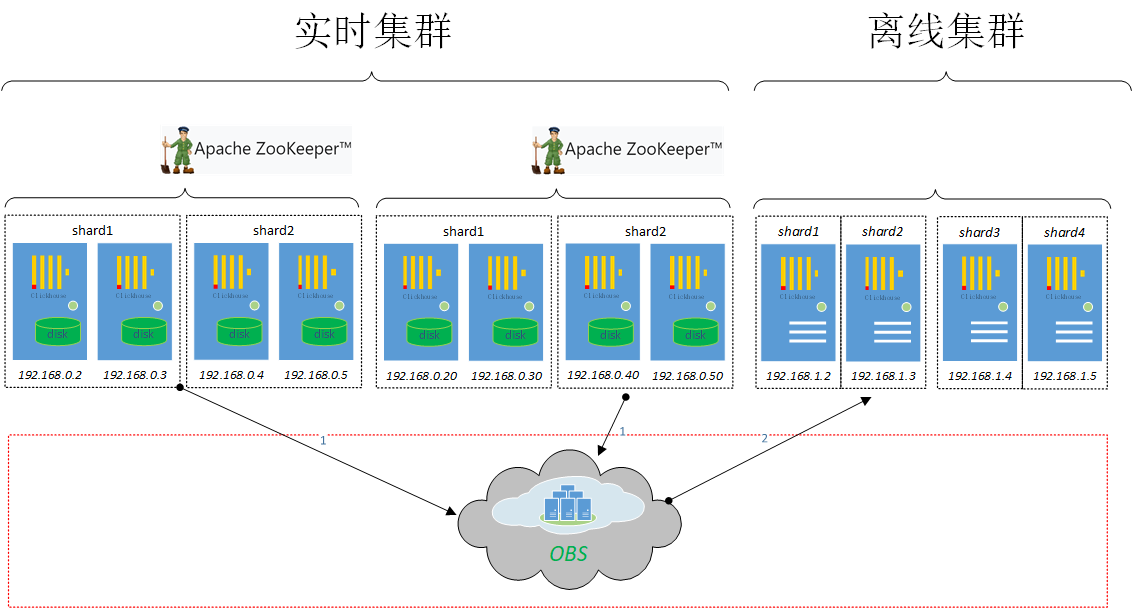 实时集群
离线集群
Apache ZooKeeper™
Apache ZooKeeper™
shard1
shard2
shard1
shard2
shard1
shard2
shard3
shard4
Clickhouse
Clickhouse
Clickhouse
Clickhouse
Clickhouse
Clickhouse
Clickhouse
Clickhouse
Clickhouse
Clickhouse
Clickhouse
Clickhouse
disk
disk
disk
disk
disk
disk
disk
disk
192.168.0.2
192.168.0.3
192.168.0.4
192.168.0.5
192.168.0.20
192.168.0.30
192.168.0.40
192.168.0.50
192.168.1.2
192.168.1.3
192.168.1.4
192.168.1.5
1
1
2
OBS